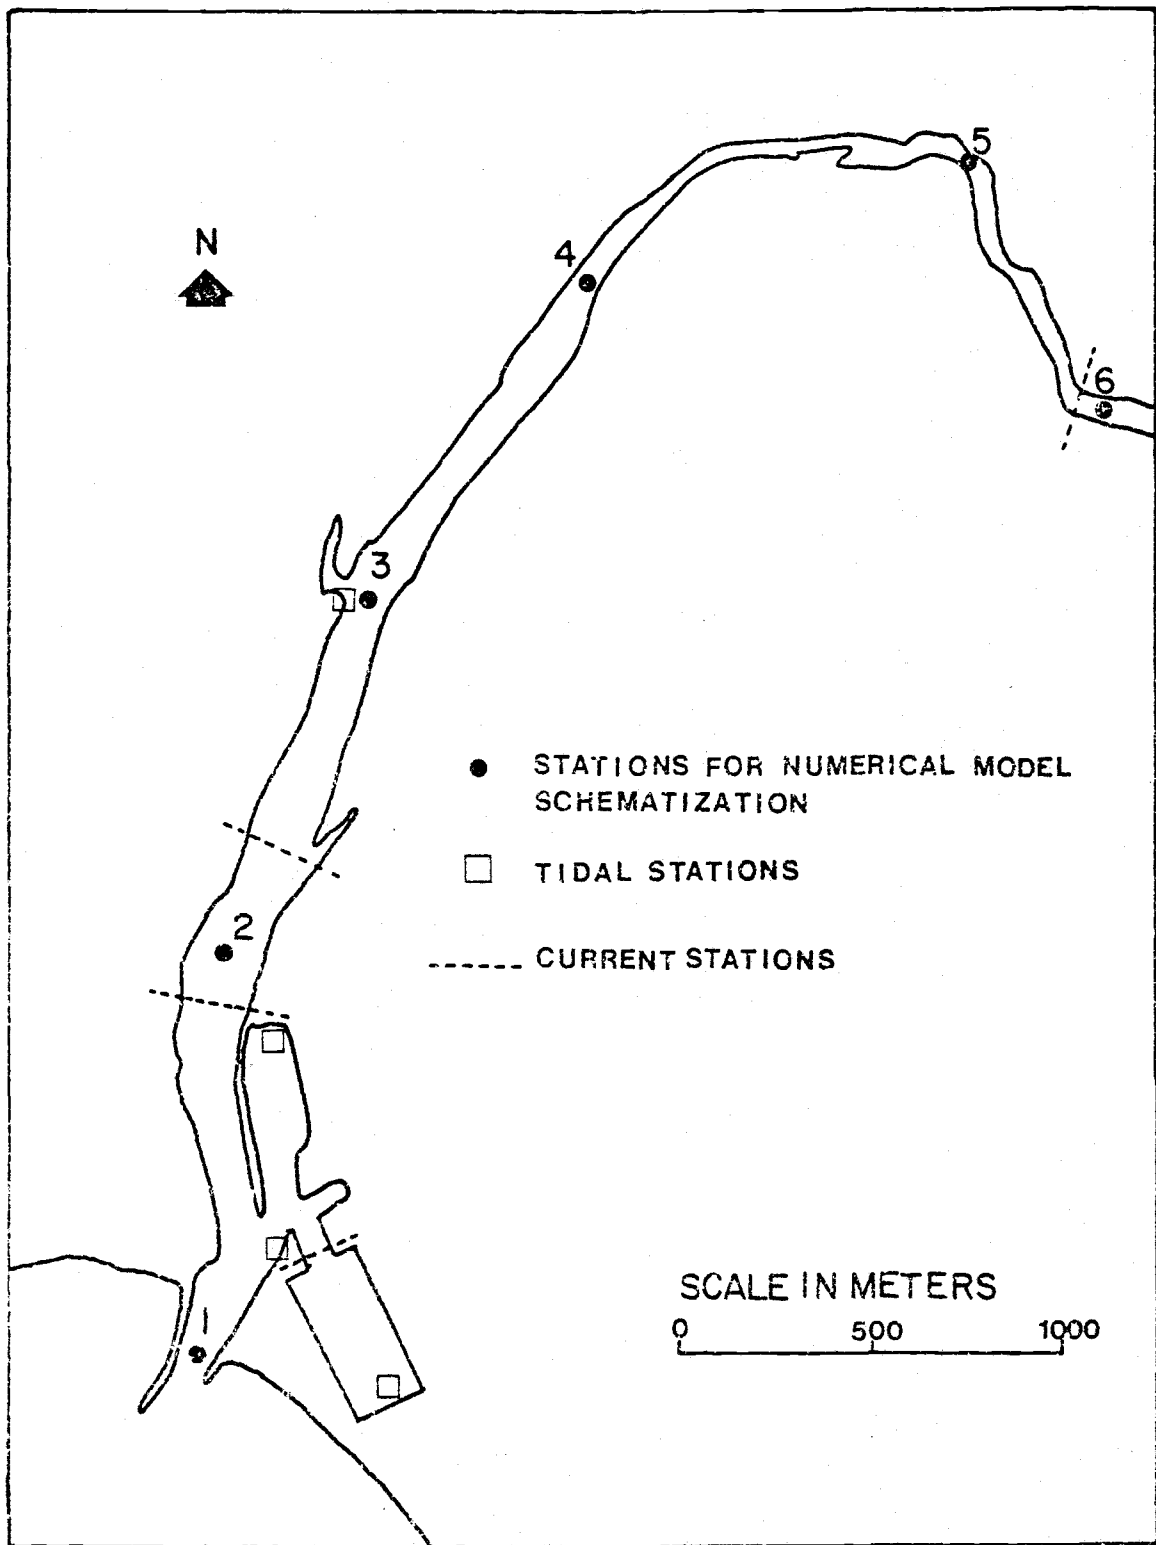 5
N
4
6
3
STATIONS FOR NUMERICAL MODEL
SCHEMATIZATION
TIDAL STATIONS
2
CURRENT STATIONS
SCALE IN METERS
1
0 500 1000